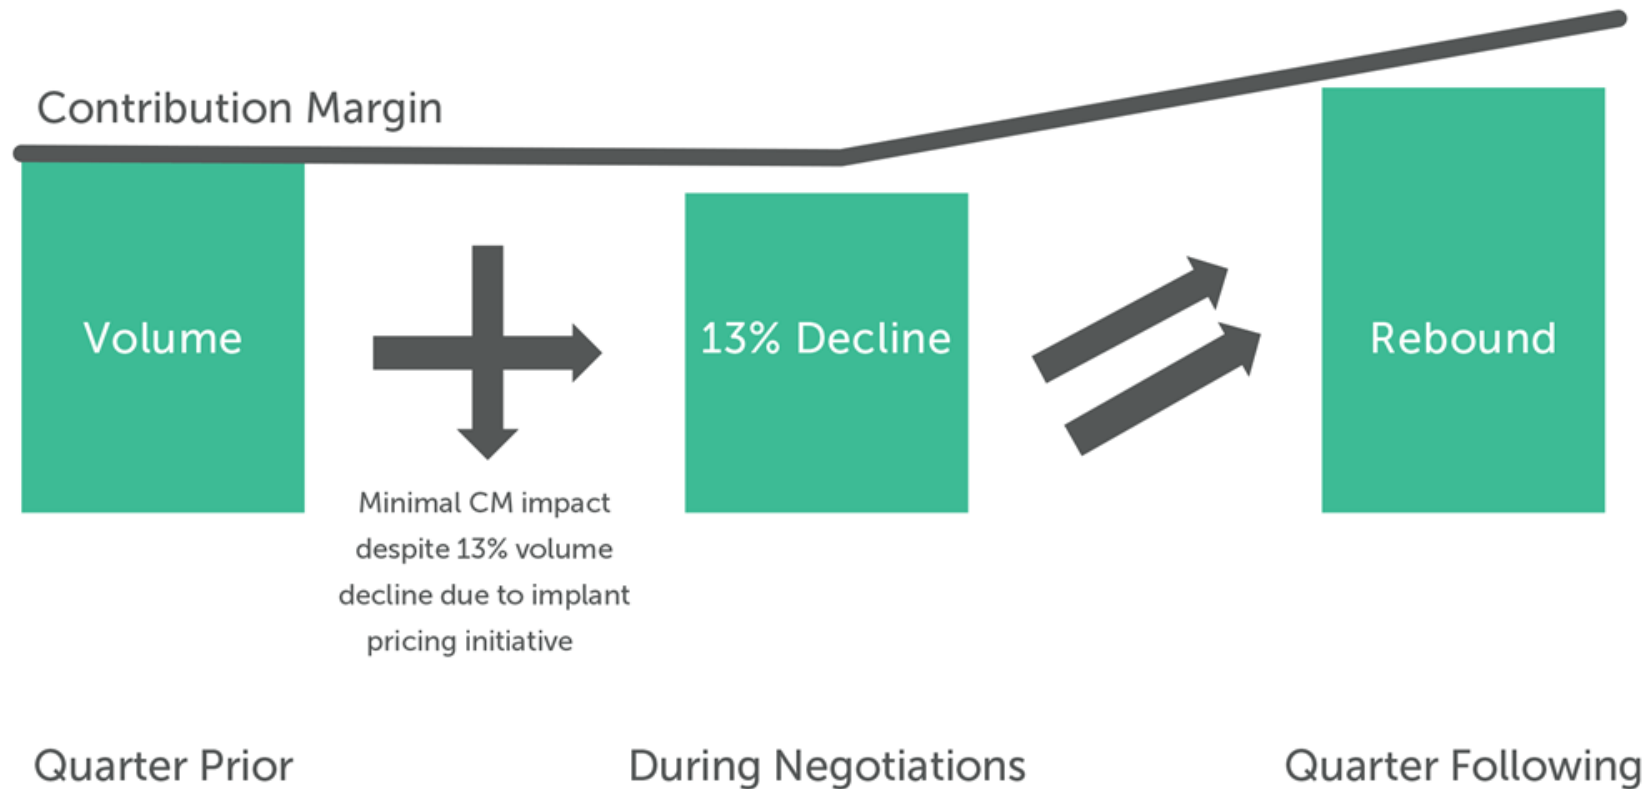 Contribution Margin
Volume
13% Decline
Rebound
Minimal CM impact
despite 13% volume
decline due to implant
pricing initiative
Quarter Prior
During Negotiations
Quarter Following